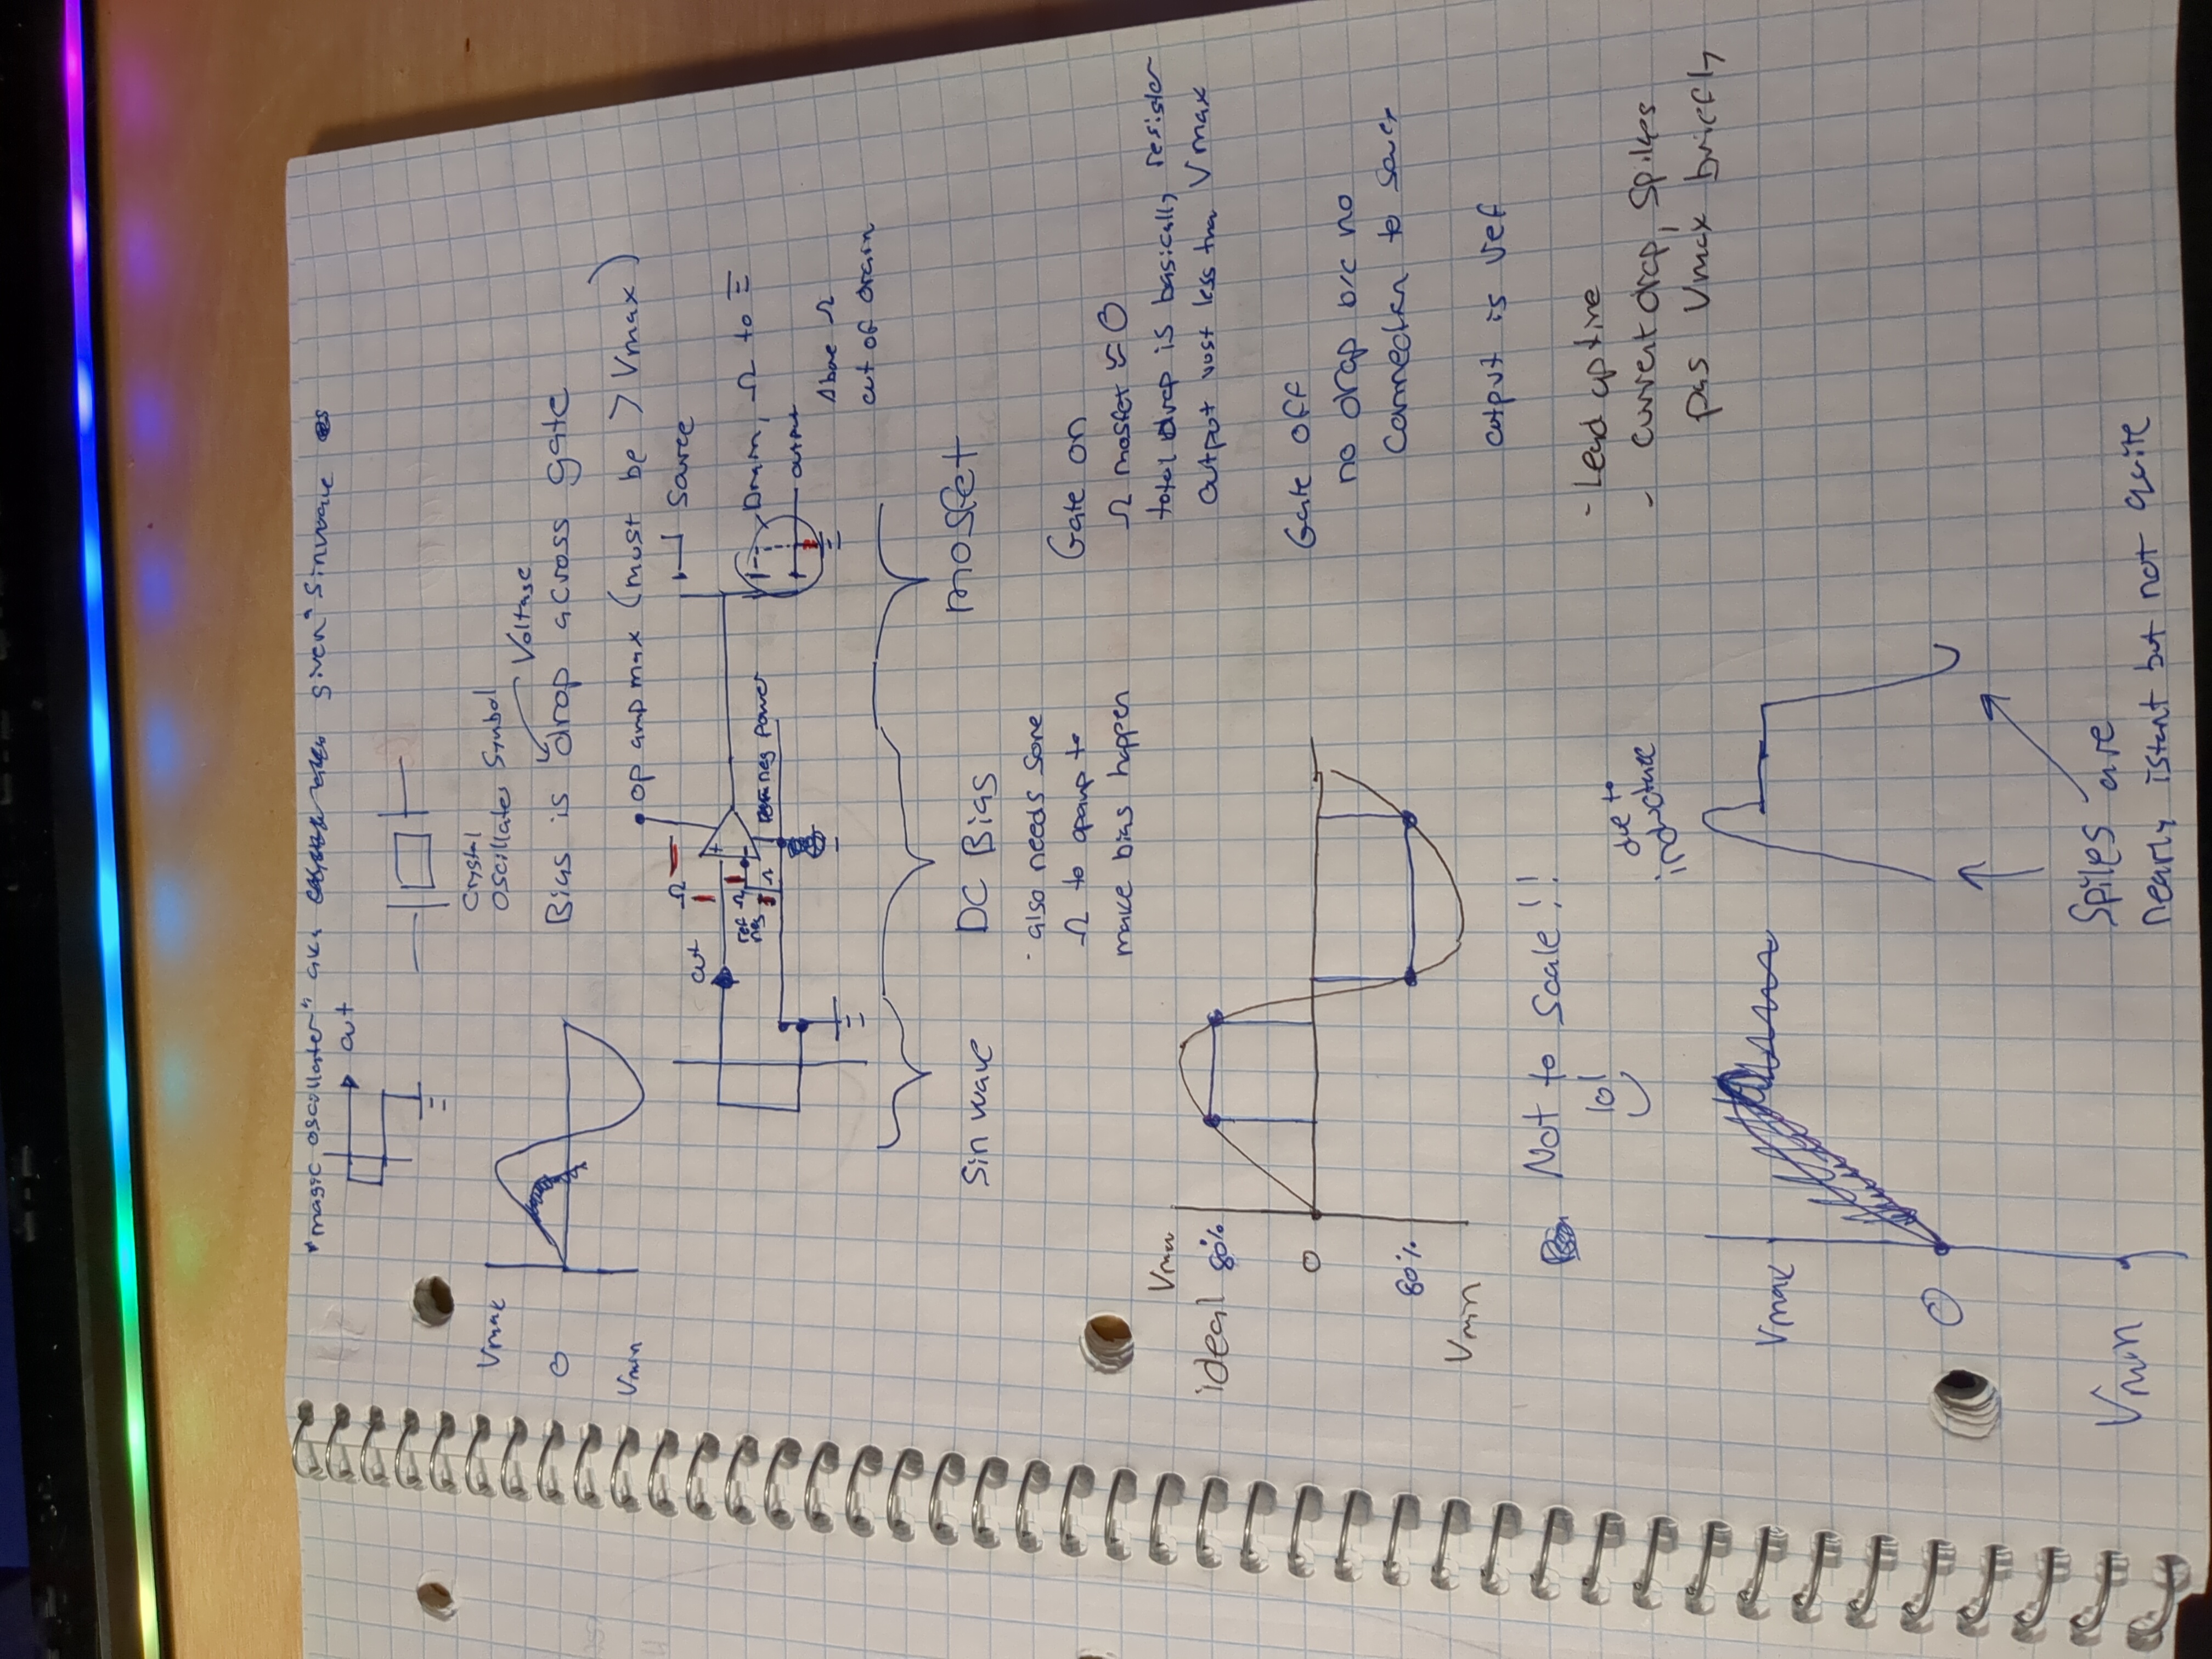 "magic oscillator" aka given sinwave
out
Crystal
Oscillator Symbol
Vmax
0
Vmin
Voltage
Bias is drop across gate
op amp max (must be > Vmax)
Source
out
Ω
+
-
ref
neg
Ω
Ω
neg power
Drain, Ω to
output
Above Ω
out of drain
Sin wave
DC Bias
mosfet
- also needs some
Ω to opamp to
make bias happen
Gate on
Ω mosfet ≈ 0
total drop is basically resister
output just less than Vmax
Vmax
ideal 80%
0
80%
Vmin
Gate off
no drop b/c no
connection to
output is Vref
Not to Scale!!
lol
due to
inductance
- Lead up time
- current drop, spikes
pas Vmax briefly
Vmax
0
Vmin
Spikes are
nearly istant but not quite